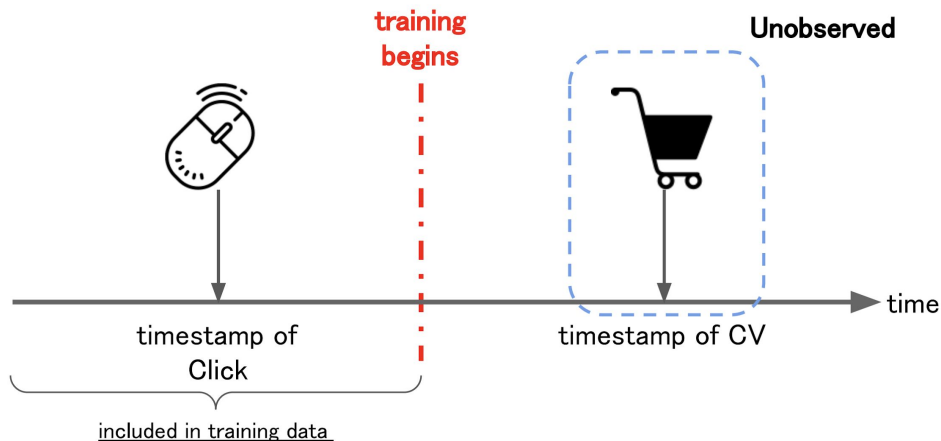 training
begins
Unobserved
time
timestamp of
Click
timestamp of CV
included in training data